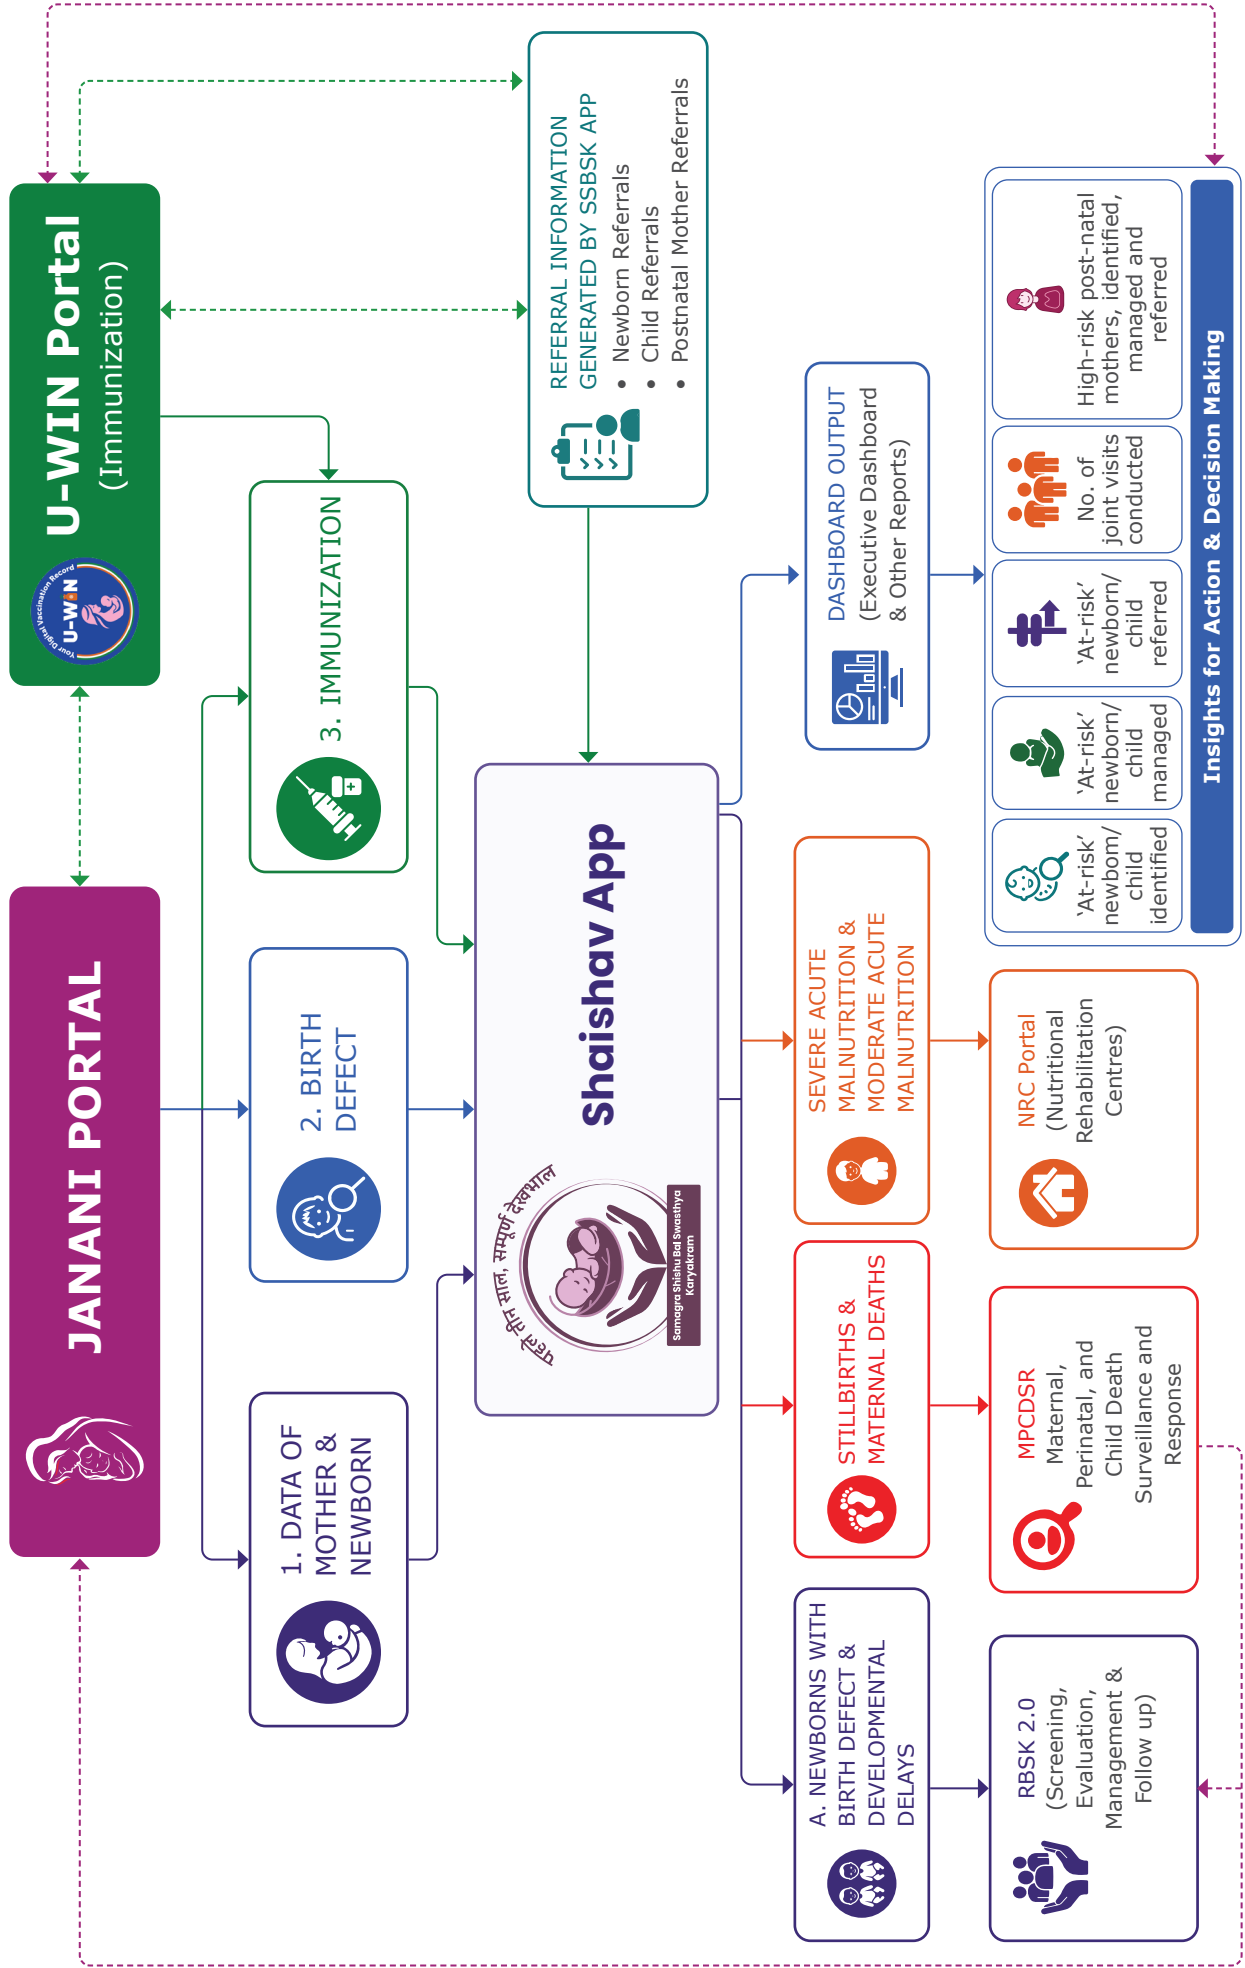 JANANI PORTAL
Your Digital Vaccination Record
U-WIN
U-WIN Portal
(Immunization)
1. DATA OF
MOTHER &
NEWBORN
2. BIRTH
DEFECT
3. IMMUNIZATION
REFERRAL INFORMATION
GENERATED BY SSBSK APP
• Newborn Referrals
• Child Referrals
• Postnatal Mother Referrals
पहले तीन साल, सम्पूर्ण देखभाल
Samagra Shishu Bal Swasthya
Karyakram
Shaishav App
A. NEWBORNS WITH
BIRTH DEFECT &
DEVELOPMENTAL
DELAYS
STILLBIRTHS &
MATERNAL DEATHS
SEVERE ACUTE
MALNUTRITION &
MODERATE ACUTE
MALNUTRITION
DASHBOARD OUTPUT
(Executive Dashboard
& Other Reports)
RBSK 2.0
(Screening,
Evaluation,
Management &
Follow up)
MPCDSR
Maternal,
Perinatal, and
Child Death
Surveillance and
Response
NRC Portal
(Nutritional
Rehabilitation
Centres)
‘At-risk’
newbom/
child
identified
‘At-risk’
newborn/
child
managed
‘At-risk’
newborn/
child
referred
No. of
joint visits
conducted
High-risk post-natal
mothers, identified,
managed and
referred
Insights for Action & Decision Making